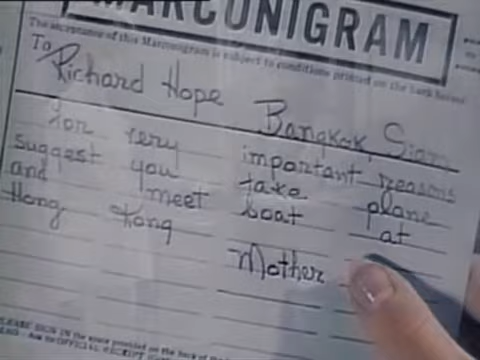 MARCONIGRAM
The acceptance of this Marconigram is subject to conditions printed on the back hereof
To Richard Hope Bangkok, Siam
For very important reasons
suggest you take plane
and meet boat at
Hong Kong
Mother